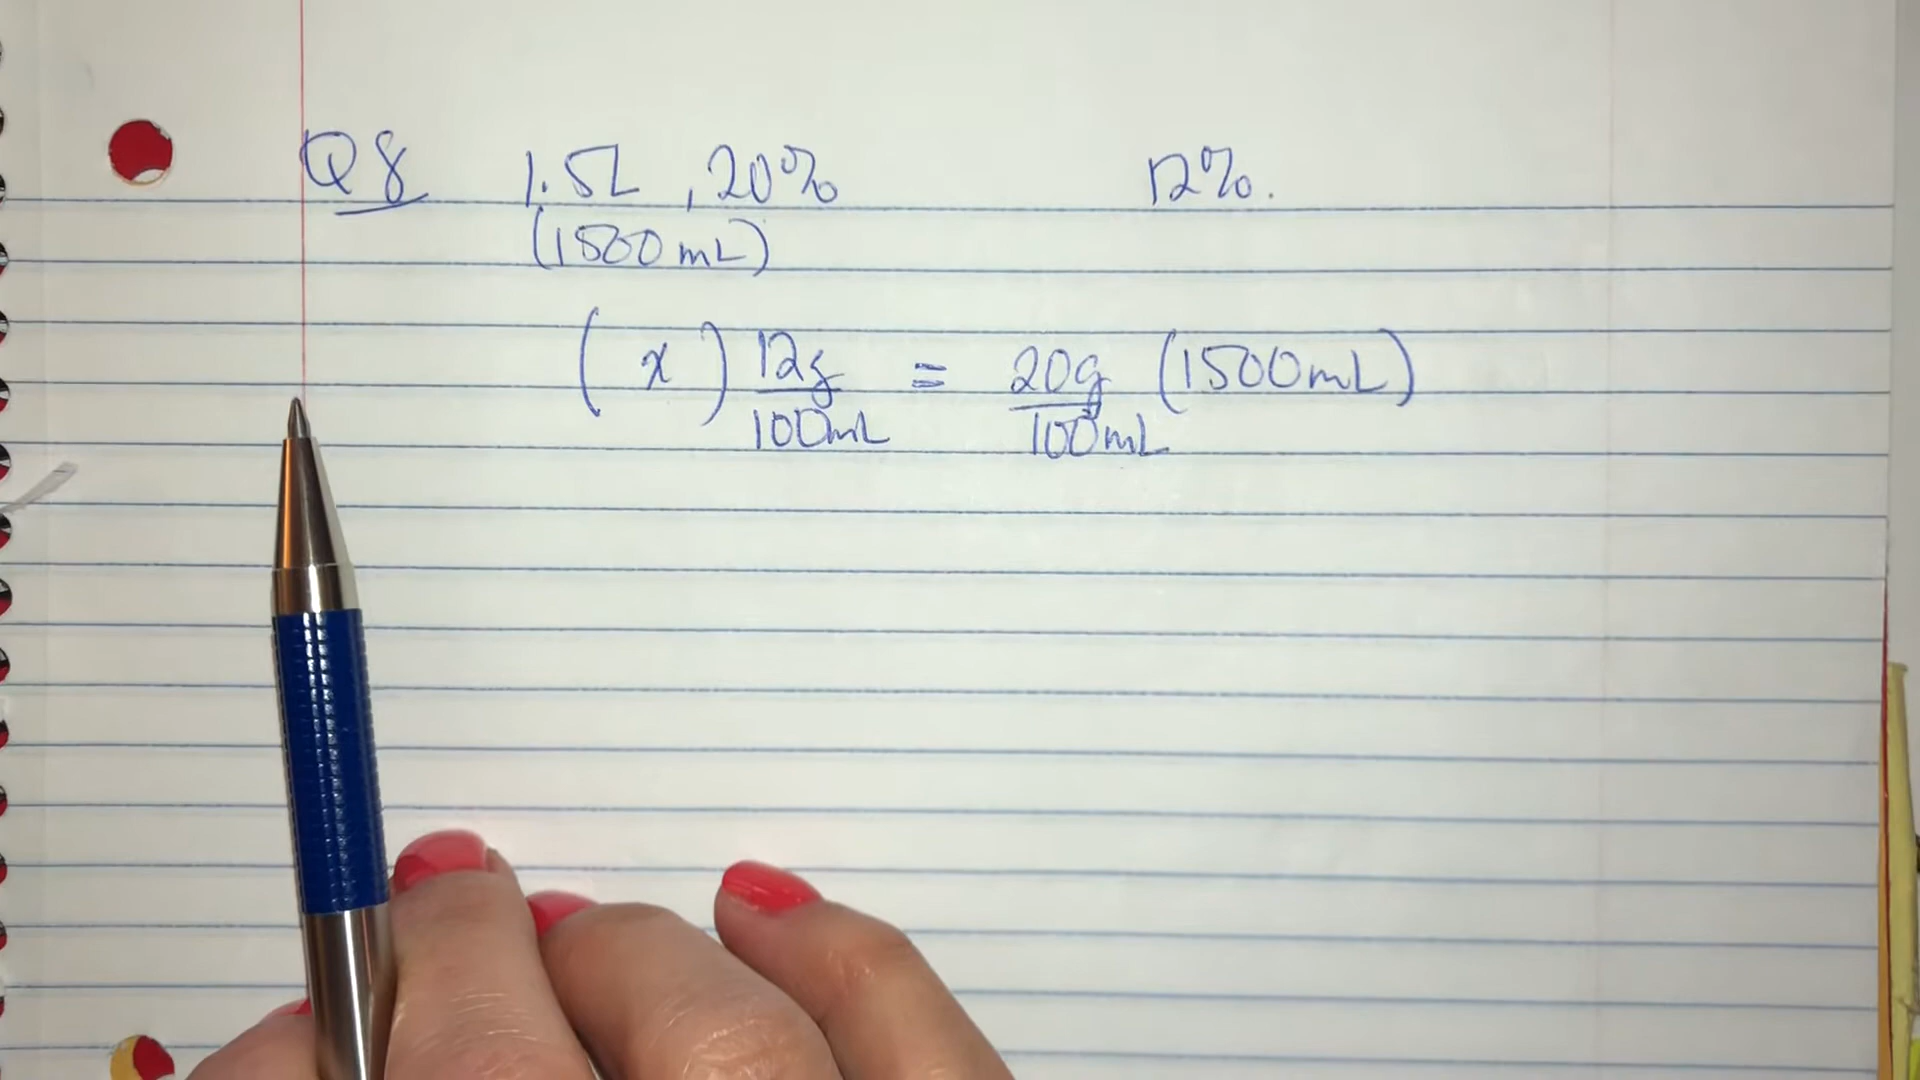 Q8 1.5L , 20% 12%.
(1500 mL)
( x ) 12g = 20g (1500mL)
100mL 100mL